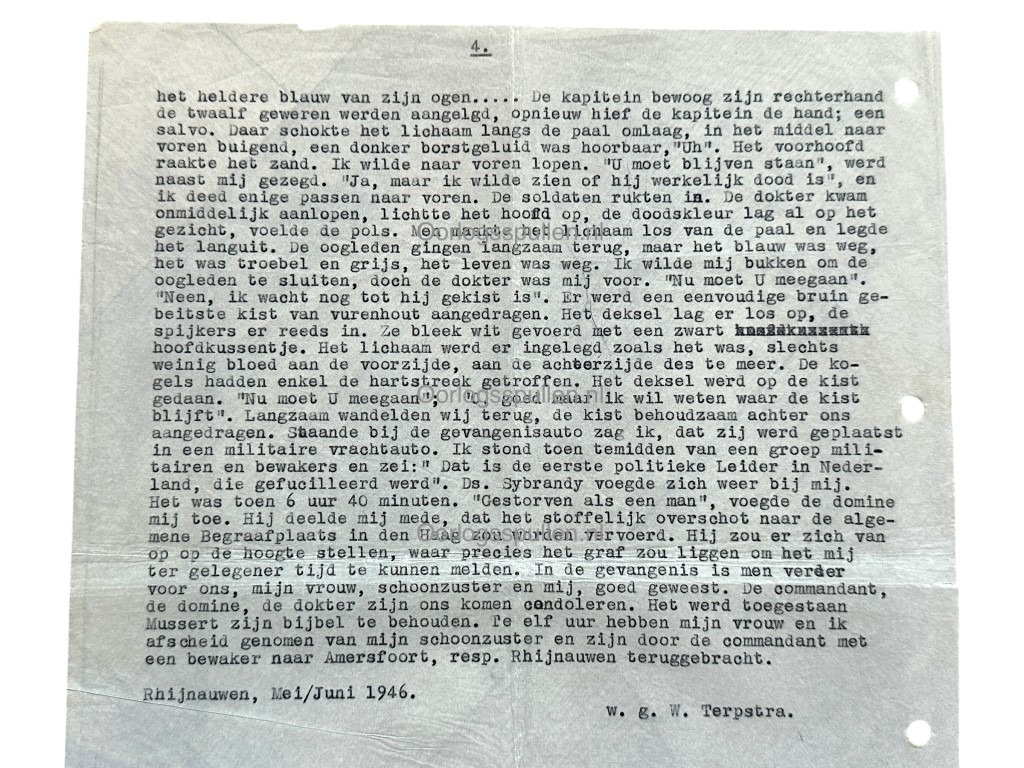 4.
het heldere blauw van zijn ogen..... De kapitein bewoog zijn rechterhand
de twaalf geweren werden aangelgd, opnieuw hief de kapitein de hand; een
salvo. Daar schokte het lichaam langs de paal omlaag, in het middel naar
voren buigend, een donker borstgeluid was hoorbaar,"Uh". Het voorhoofd
raakte het zand. Ik wilde naar voren lopen. "U moet blijven staan", werd
naast mij gezegd. "Ja, maar ik wilde zien of hij werkelijk dood is", en
ik deed enige passen naar voren. De soldaten rukten in. De dokter kwam
onmiddelijk aanlopen, lichtte het hoofd op, de doodskleur lag al op het
gezicht, voelde de pols. Men maakte het lichaam los van de paal en legde
het languit. De oogleden gingen langzaam terug, maar het blauw was weg,
het was troebel en grijs, het leven was weg. Ik wilde mij bukken om de
oogleden te sluiten, doch de dokter was mij voor. "Nu moet U meegaan".
"Neen, ik wacht nog tot hij gekist is". Er werd een eenvoudige bruin ge-
beitste kist van vurenhout aangedragen. Het deksel lag er los op, de
spijkers er reeds in. Ze bleek wit gevoerd met een zwart
hoofdkussentje. Het lichaam werd er ingelegd zoals het was, slechts
weinig bloed aan de voorzijde, aan de achterzijde des te meer. De ko-
gels hadden enkel de hartstreek getroffen. Het deksel werd op de kist
gedaan. "Nu moet U meegaan"; "O, goed maar ik wil weten waar de kist
blijft". Langzaam wandelden wij terug, de kist behoudzaam achter ons
aangedragen. Staande bij de gevangenisauto zag ik, dat zij werd geplaatst
in een militaire vrachtauto. Ik stond toen temidden van een groep mili-
tairen en bewakers en zei:" Dat is de eerste politieke Leider in Neder-
land, die gefucilleerd werd". Ds. Sybrandy voegde zich weer bij mij.
Het was toen 6 uur 40 minuten. "Gestorven als een man", voegde de domine
mij toe. Hij deelde mij mede, dat het stoffelijk overschot naar de alge-
mene Begraafplaats in den Haag zou worden vervoerd. Hij zou er zich van
op op de hoogte stellen, waar precies het graf zou liggen om het mij
ter gelegener tijd te kunnen melden. In de gevangenis is men verder
voor ons, mijn vrouw, schoonzuster en mij, goed geweest. De commandant,
de domine, de dokter zijn ons komen condoleren. Het werd toegestaan
Mussert zijn bijbel te behouden. Te elf uur hebben mijn vrouw en ik
afscheid genomen van mijn schoonzuster en zijn door de commandant met
een bewaker naar Amersfoort, resp. Rhijnauwen teruggebracht.
Rhijnauwen, Mei/Juni 1946.
w. g. W. Terpstra.
Oorlogsspullen.nl
Oorlogsspullen.nl
Oorlogsspullen.nl